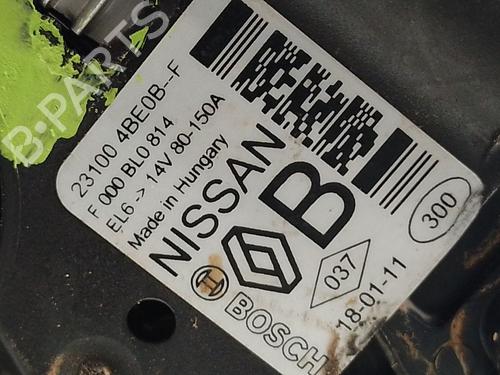 B-PARTS
23100 4BE0B--F
F 000 BL0 814
EL6-> 14V 80-150A
Made in Hungary
NISSAN
B
BOSCH
037
18-01-11
300